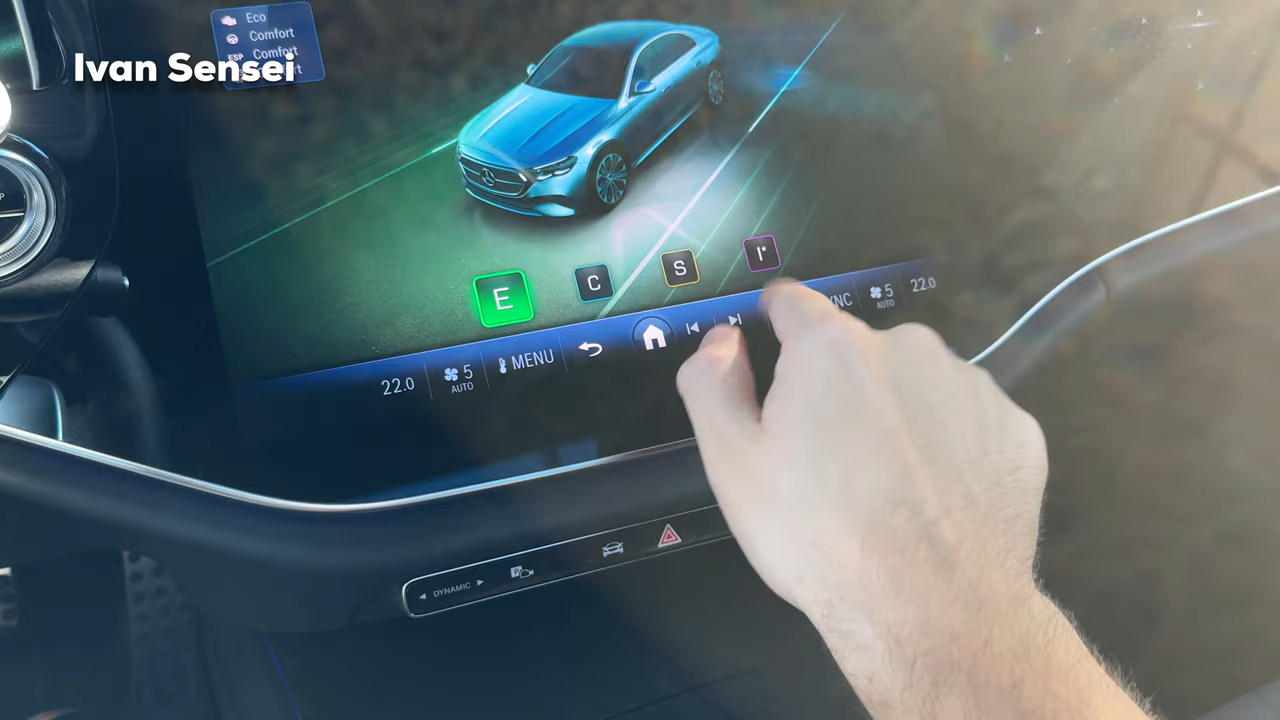 Eco
Comfort
ESP Comfort
Ivan Sensei
E
C
S
I*
22.0
5
AUTO
MENU
5
AUTO
22.0
DYNAMIC
P